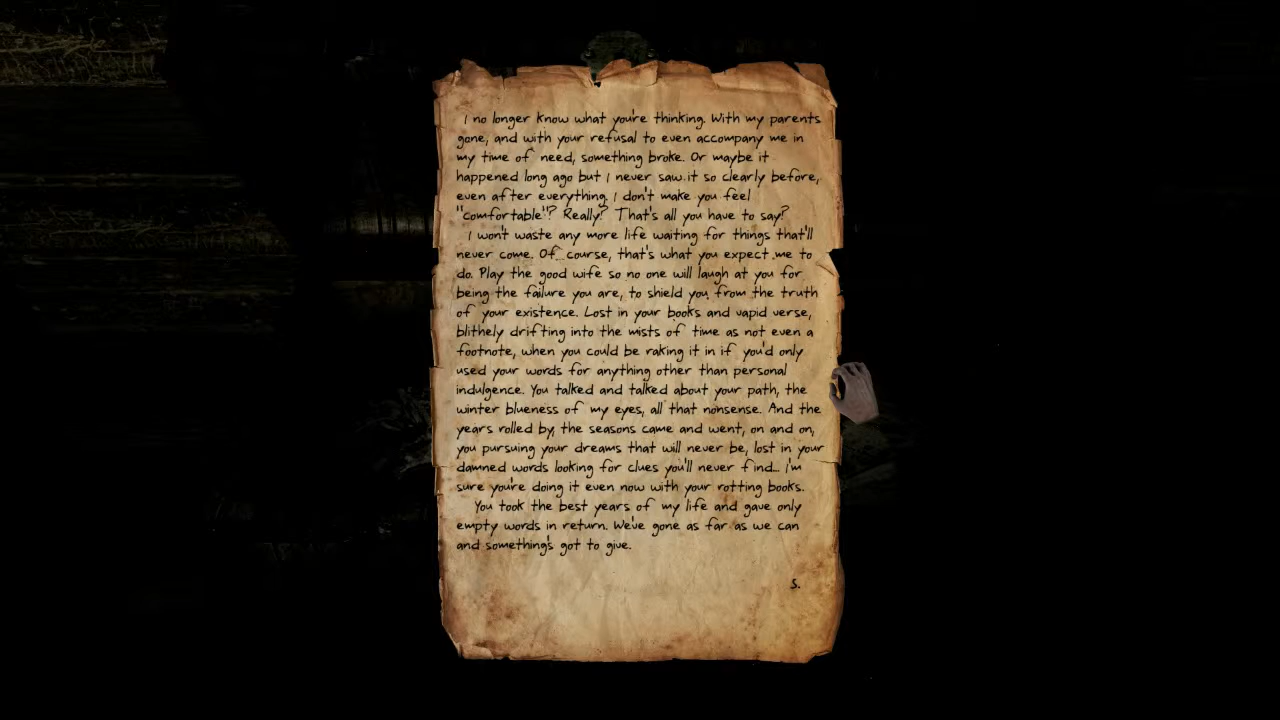 I no longer know what you're thinking. With my parents
gone, and with your refusal to even accompany me in
my time of need, something broke. Or maybe it
happened long ago but I never saw it so clearly before,
even after everything. I don't make you feel
"comfortable"? Really? That's all you have to say?
I won't waste any more life waiting for things that'll
never come. Of course, that's what you expect me to
do. Play the good wife so no one will laugh at you for
being the failure you are, to shield you from the truth
of your existence. Lost in your books and vapid verse,
blithely drifting into the mists of time as not even a
footnote, when you could be raking it in if you'd only
used your words for anything other than personal
indulgence. You talked and talked about your path, the
winter blueness of my eyes, all that nonsense. And the
years rolled by, the seasons came and went, on and on,
you pursuing your dreams that will never be, lost in your
damned words looking for clues you'll never find... I'm
sure you're doing it even now with your rotting books.
You took the best years of my life and gave only
empty words in return. We've gone as far as we can
and something's got to give.
S.